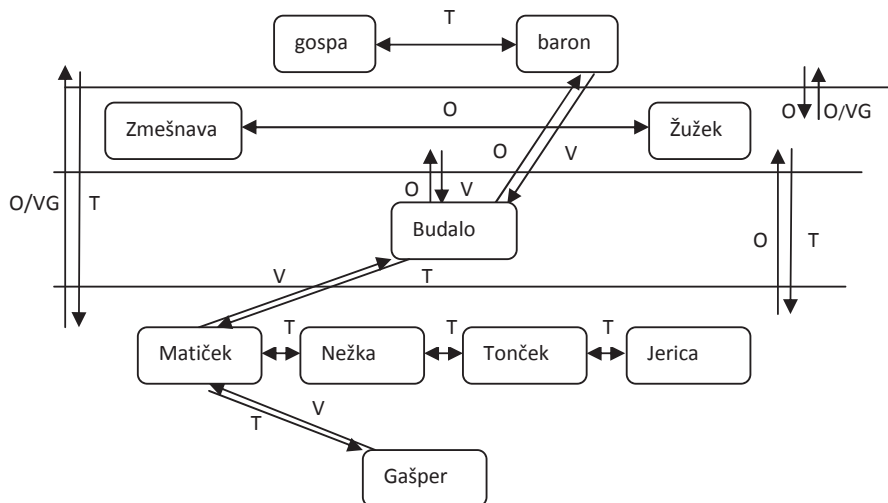 T
gospa
baron
O
Zmešnava
Žužek
O
O/VG
O
V
O
V
O/VG
T
Budalo
O
T
V
T
T
T
T
Matiček
Nežka
Tonček
Jerica
V
T
Gašper